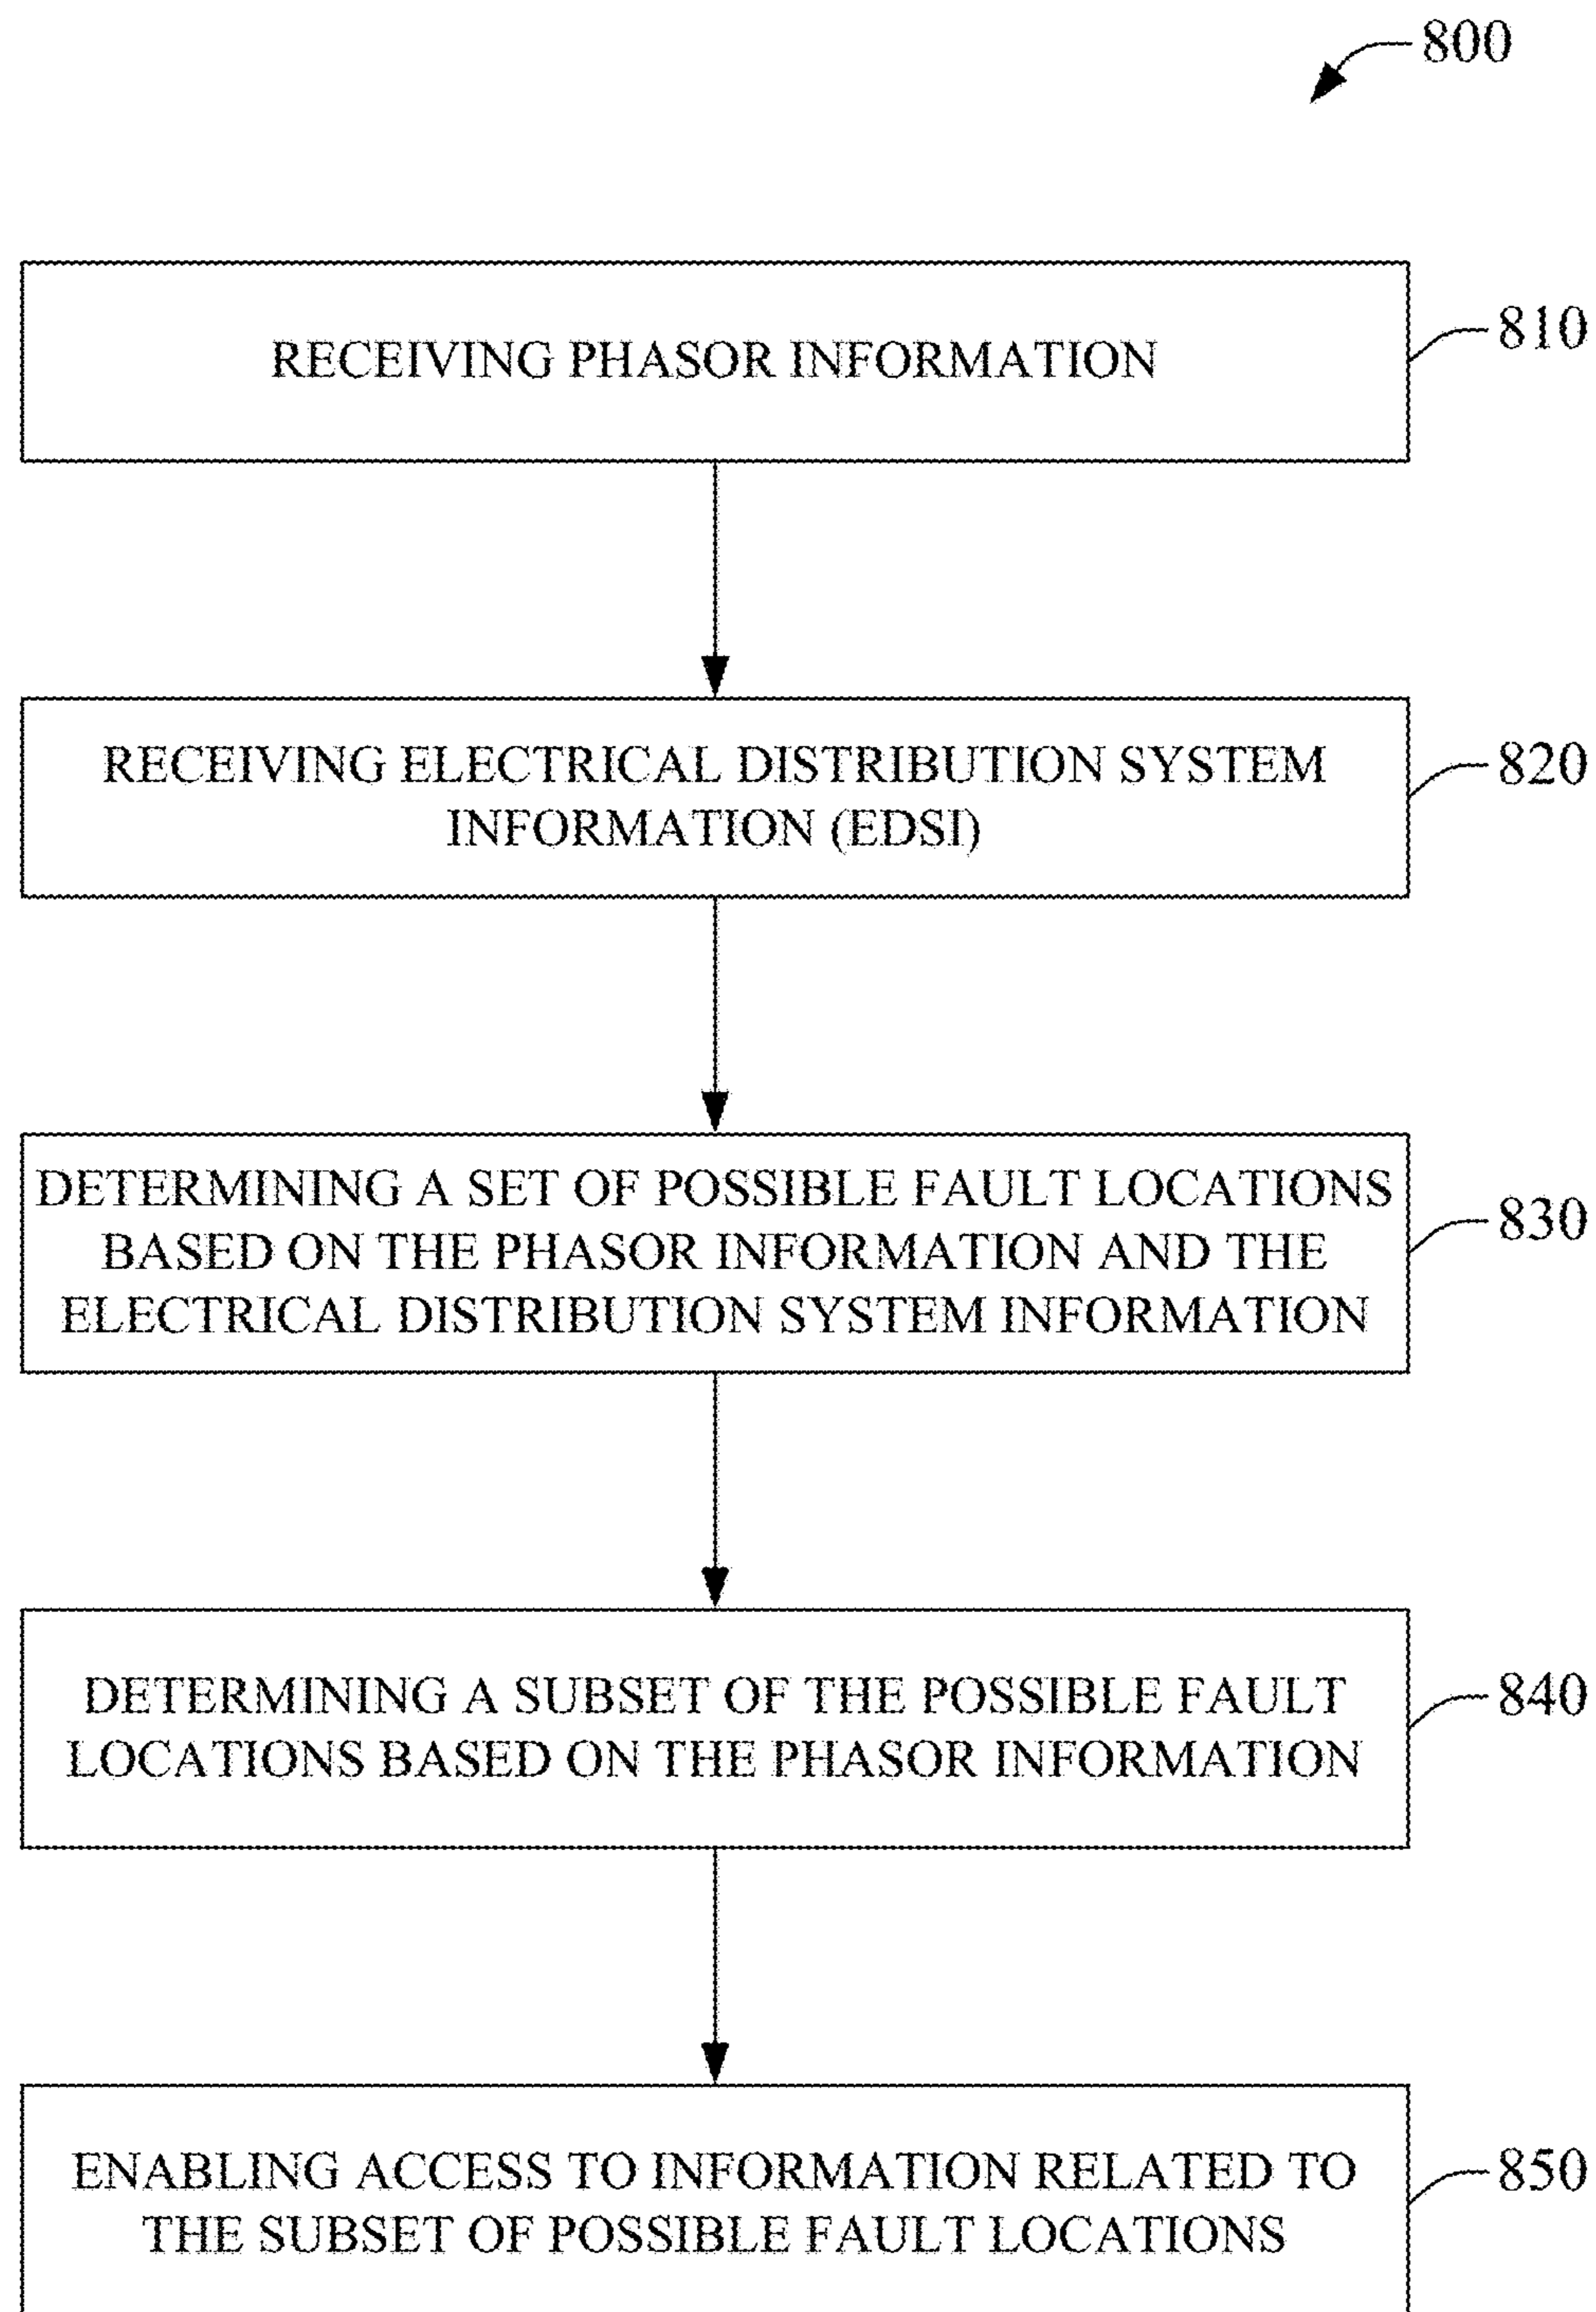 800
RECEIVING PHASOR INFORMATION
810
RECEIVING ELECTRICAL DISTRIBUTION SYSTEM
INFORMATION (EDSI)
820
DETERMINING A SET OF POSSIBLE FAULT LOCATIONS
BASED ON THE PHASOR INFORMATION AND THE
ELECTRICAL DISTRIBUTION SYSTEM INFORMATION
830
DETERMINING A SUBSET OF THE POSSIBLE FAULT
LOCATIONS BASED ON THE PHASOR INFORMATION
840
ENABLING ACCESS TO INFORMATION RELATED TO
THE SUBSET OF POSSIBLE FAULT LOCATIONS
850